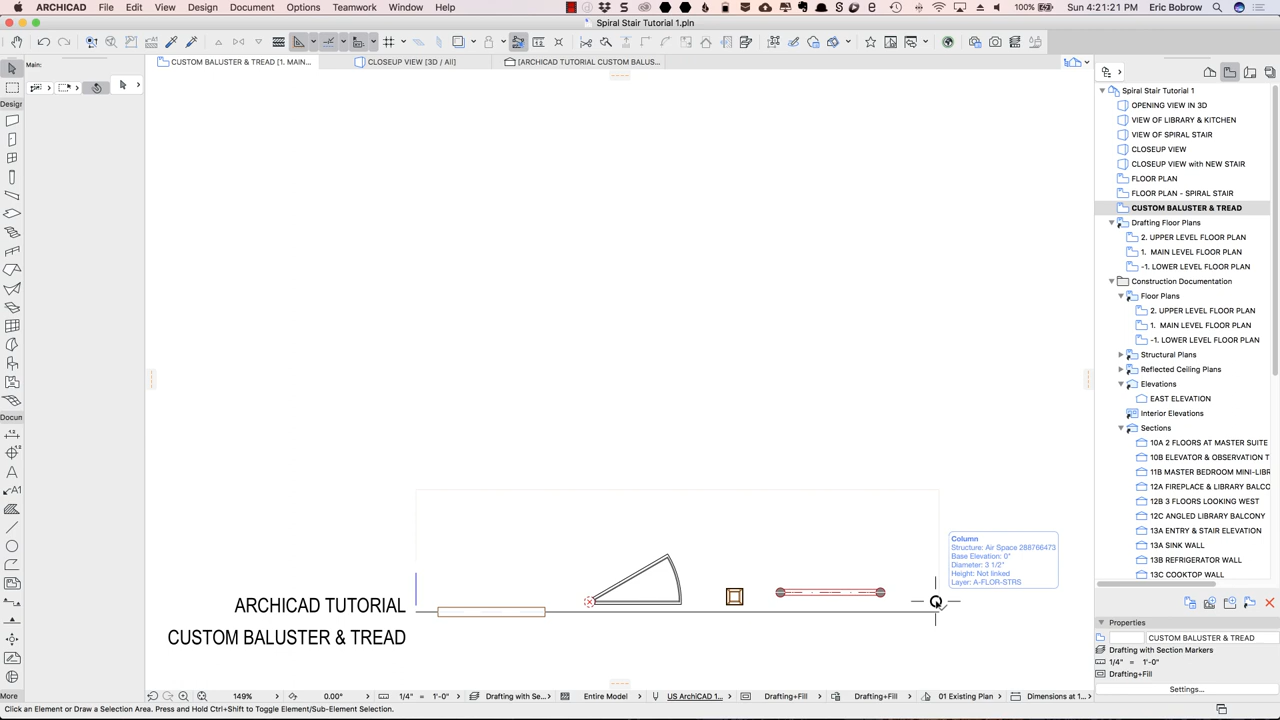 ARCHICAD File Edit View Design Document Options Teamwork Window Help
100% Sun 4:21:21 PM Eric Bobrow
Spiral Stair Tutorial 1.pln
Main:
CUSTOM BALUSTER & TREAD [1. MAIN...
CLOSEUP VIEW [3D / All]
[ARCHICAD TUTORIAL CUSTOM BALUS...
Design
Docum
More
Spiral Stair Tutorial 1
OPENING VIEW IN 3D
VIEW OF LIBRARY & KITCHEN
VIEW OF SPIRAL STAIR
CLOSEUP VIEW
CLOSEUP VIEW with NEW STAIR
FLOOR PLAN
FLOOR PLAN - SPIRAL STAIR
CUSTOM BALUSTER & TREAD
Drafting Floor Plans
2. UPPER LEVEL FLOOR PLAN
1. MAIN LEVEL FLOOR PLAN
-1. LOWER LEVEL FLOOR PLAN
Construction Documentation
Floor Plans
2. UPPER LEVEL FLOOR PLAN
1. MAIN LEVEL FLOOR PLAN
-1. LOWER LEVEL FLOOR PLAN
Structural Plans
Reflected Ceiling Plans
Elevations
EAST ELEVATION
Interior Elevations
Sections
10A 2 FLOORS AT MASTER SUITE
10B ELEVATOR & OBSERVATION T
11B MASTER BEDROOM MINI-LIBR
12A FIREPLACE & LIBRARY BALCO
12B 3 FLOORS LOOKING WEST
12C ANGLED LIBRARY BALCONY
13A ENTRY & STAIR ELEVATION
13A SINK WALL
13B REFRIGERATOR WALL
13C COOKTOP WALL
Column
Structure: Air Space 288766473
Base Elevation: 0"
Diameter: 3 1/2"
Height: Not linked
Layer: A-FLOR-STRS
ARCHICAD TUTORIAL
CUSTOM BALUSTER & TREAD
Properties
CUSTOM BALUSTER & TREAD
Drafting with Section Markers
1/4" = 1'-0"
Drafting+Fill
Settings...
149% 0.00° 1/4" = 1'-0" Drafting with Se... Entire Model US ArchiCAD 1... Drafting+Fill Drafting+Fill 01 Existing Plan Dimensions at 1...
Click an Element or Draw a Selection Area. Press and Hold Ctrl+Shift to Toggle Element/Sub-Element Selection.